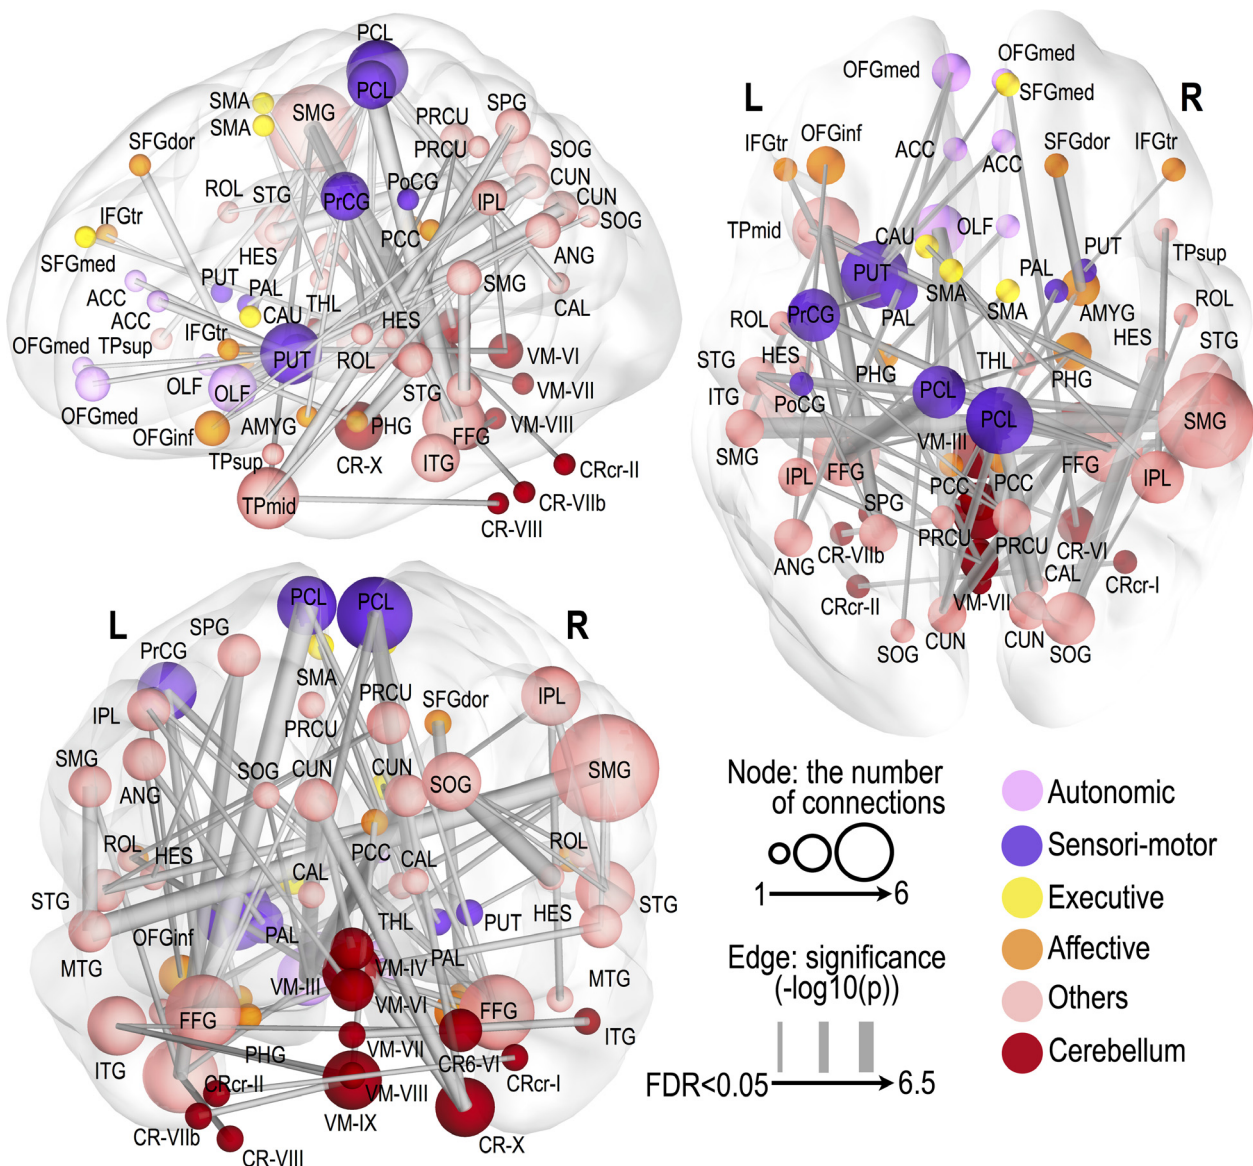 PCL
PCL
SMA
SMA
SMG
PRCU
PRCU
SPG
SFGdor
SOG
CUN
CUN
SOG
ROL
STG
PrCG
PoCG
IPL
IFGtr
HES
PCC
ANG
SFGmed
PUT
PAL
THL
SMG
CAL
ACC
ACC
CAU
HES
OFGmed
TPsup
IFGtr
PUT
ROL
VM-VI
OLF
OLF
STG
VM-VII
OFGmed
AMYG
PHG
VM-VIII
OFGinf
FFG
TPsup
CR-X
ITG
CRcr-II
TPmid
CR-VIIb
CR-VIII
L
R
OFGmed
OFGmed
SFGmed
IFGtr
OFGinf
ACC
ACC
SFGdor
IFGtr
TPmid
CAU
OLF
PUT
PAL
PUT
TPsup
SMA
SMA
AMYG
ROL
PrCG
PAL
ROL
HES
STG
STG
HES
PHG
THL
PHG
ITG
PoCG
PCL
PCL
SMG
SMG
VM-III
FFG
FFG
IPL
SPG
PCC
PCC
IPL
ANG
CR-VIIb
PRCU
PRCU
CR-VI
CAL
CRcr-I
CRcr-II
VM-VII
SOG
CUN
CUN
SOG
L
R
PCL
PCL
SPG
PrCG
SMA
PRCU
SFGdor
IPL
IPL
PRCU
SMG
ANG
SOG
CUN
CUN
SOG
SMG
ROL
HES
PCC
CAL
CAL
ROL
STG
HES
STG
OFGinf
PAL
THL
PUT
MTG
VM-IV
PAL
MTG
VM-III
VM-VI
FFG
FFG
ITG
PHG
VM-VII
CR6-VI
ITG
CRcr-II
VM-VIII
CRcr-I
CR-VIIb
VM-IX
CR-X
CR-VIII
Node: the number
of connections
1
6
Edge: significance
(-log10(p))
FDR<0.05
6.5
Autonomic
Sensori-motor
Executive
Affective
Others
Cerebellum